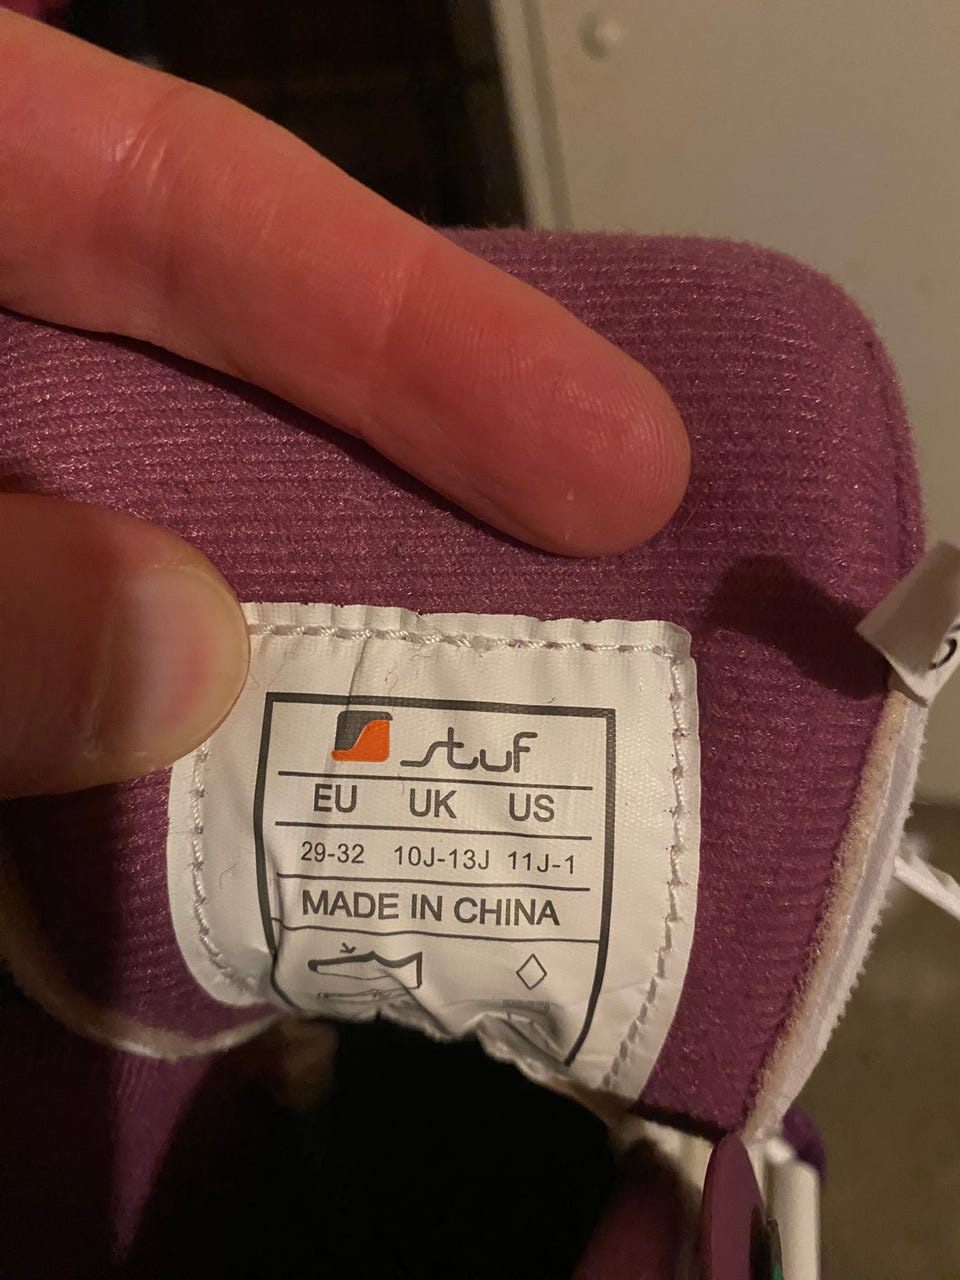 stuf
EU UK US
29-32 10J-13J 11J-1
MADE IN CHINA